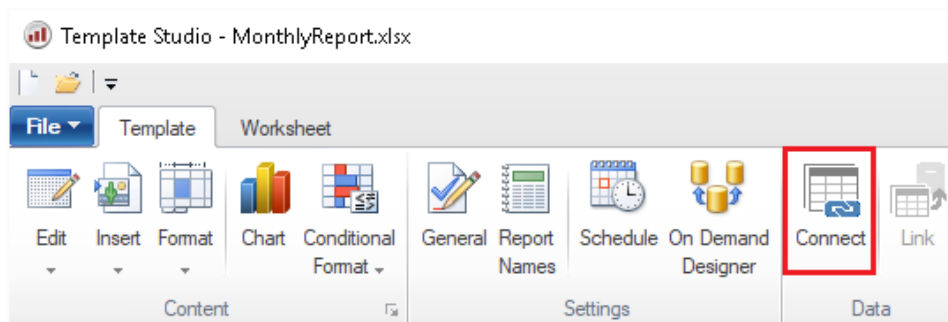 Template Studio - MonthlyReport.xlsx
File Template Worksheet
Edit Insert Format Chart Conditional Format General Report Names Schedule On Demand Designer Connect Link
Content Settings Data